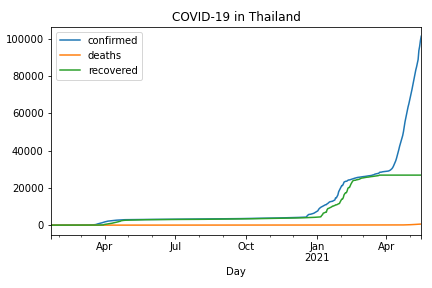 COVID-19 in Thailand
confirmed
deaths
recovered
100000
80000
60000
40000
20000
0
Apr
Jul
Oct
Jan
2021
Apr
Day